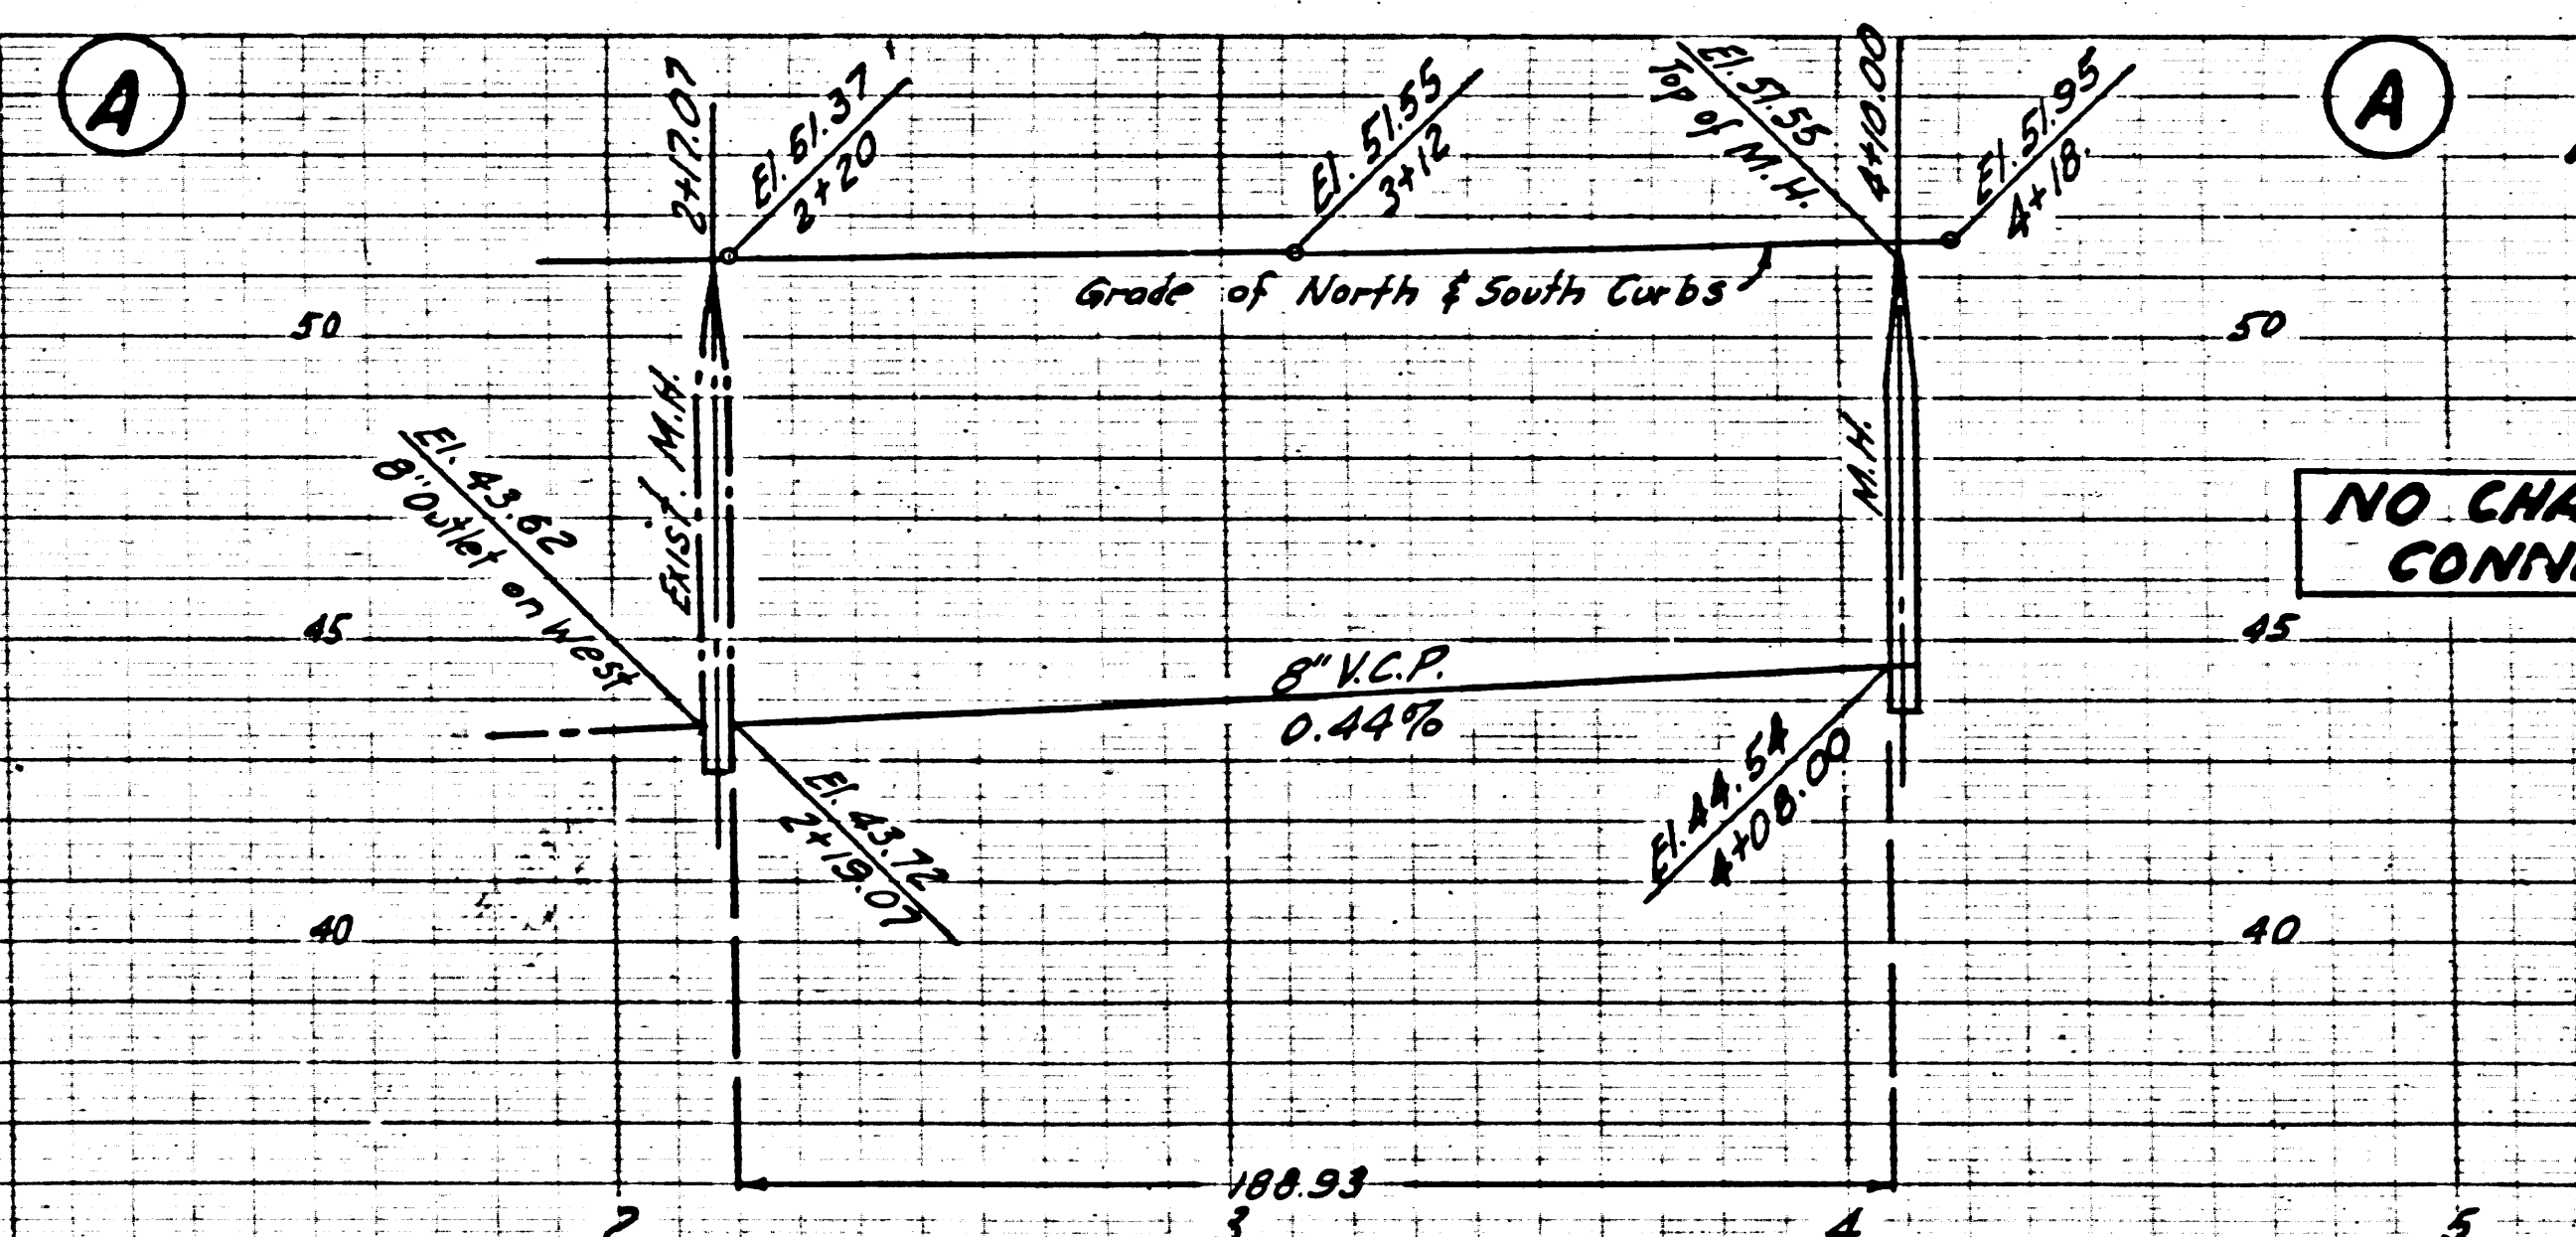 A
2+17.07
El. 51.37
2+20
El. 51.55
3+12
El. 51.55
Top of M.H.
4+10.00
El. 51.95
4+18.
A
Grade of North & South Curbs
50
50
Exist. M.H.
M.H.
El. 43.62
8" Outlet on West
NO CHA
CONN
45
45
8" V.C.P.
0.44%
El. 43.72
2+19.07
El. 44.54
4+08.00
40
40
188.93
2
3
4
5